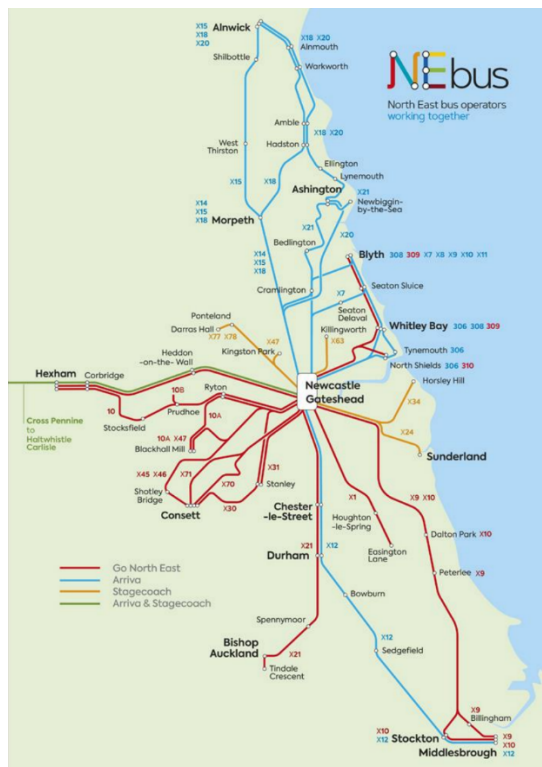 X15
X18
X20
Alnwick
X18 X20
Alnmouth
Shilbottle
Warkworth
NE bus
North East bus operators
working together
Amble
X18 X20
Hadston
West
Thirston
Ellington
Lynemouth
X15
X18
Ashington
X21
Newbiggin-
by-the-Sea
X14
X15
X18
Morpeth
X21
X20
Bedlington
X14
X15
X18
Blyth 308 309 X7 X8 X9 X10 X11
Cramlington
Seaton Sluice
X7
Seaton
Delaval
Ponteland
Darras Hall
X77 X78
Killingworth
Whitley Bay 306 308 309
X47
Kingston Park
X63
Tynemouth 306
Heddon
-on-the-Wall
North Shields 306 310
Hexham
Corbridge
Newcastle
Gateshead
Horsley Hill
Ryton
10B
Prudhoe
10
Stocksfield
10A
X34
Cross Pennine
to
Haltwhistle
Carlisle
10A X47
Blackhall Mill
X24
Sunderland
X45 X46
X71
X70
X31
Stanley
Shotley
Bridge
X30
Consett
X9 X10
X1
Chester
-le-Street
Houghton
-le-Spring
Dalton Park X10
X21
X12
Durham
Easington
Lane
Peterlee X9
Go North East
Arriva
Stagecoach
Arriva & Stagecoach
Bowburn
Spennymoor
Bishop
Auckland
X21
X12
Sedgefield
Tindale
Crescent
X9
Billingham
X10
X12
Stockton
X9
X10
X12
Middlesbrough